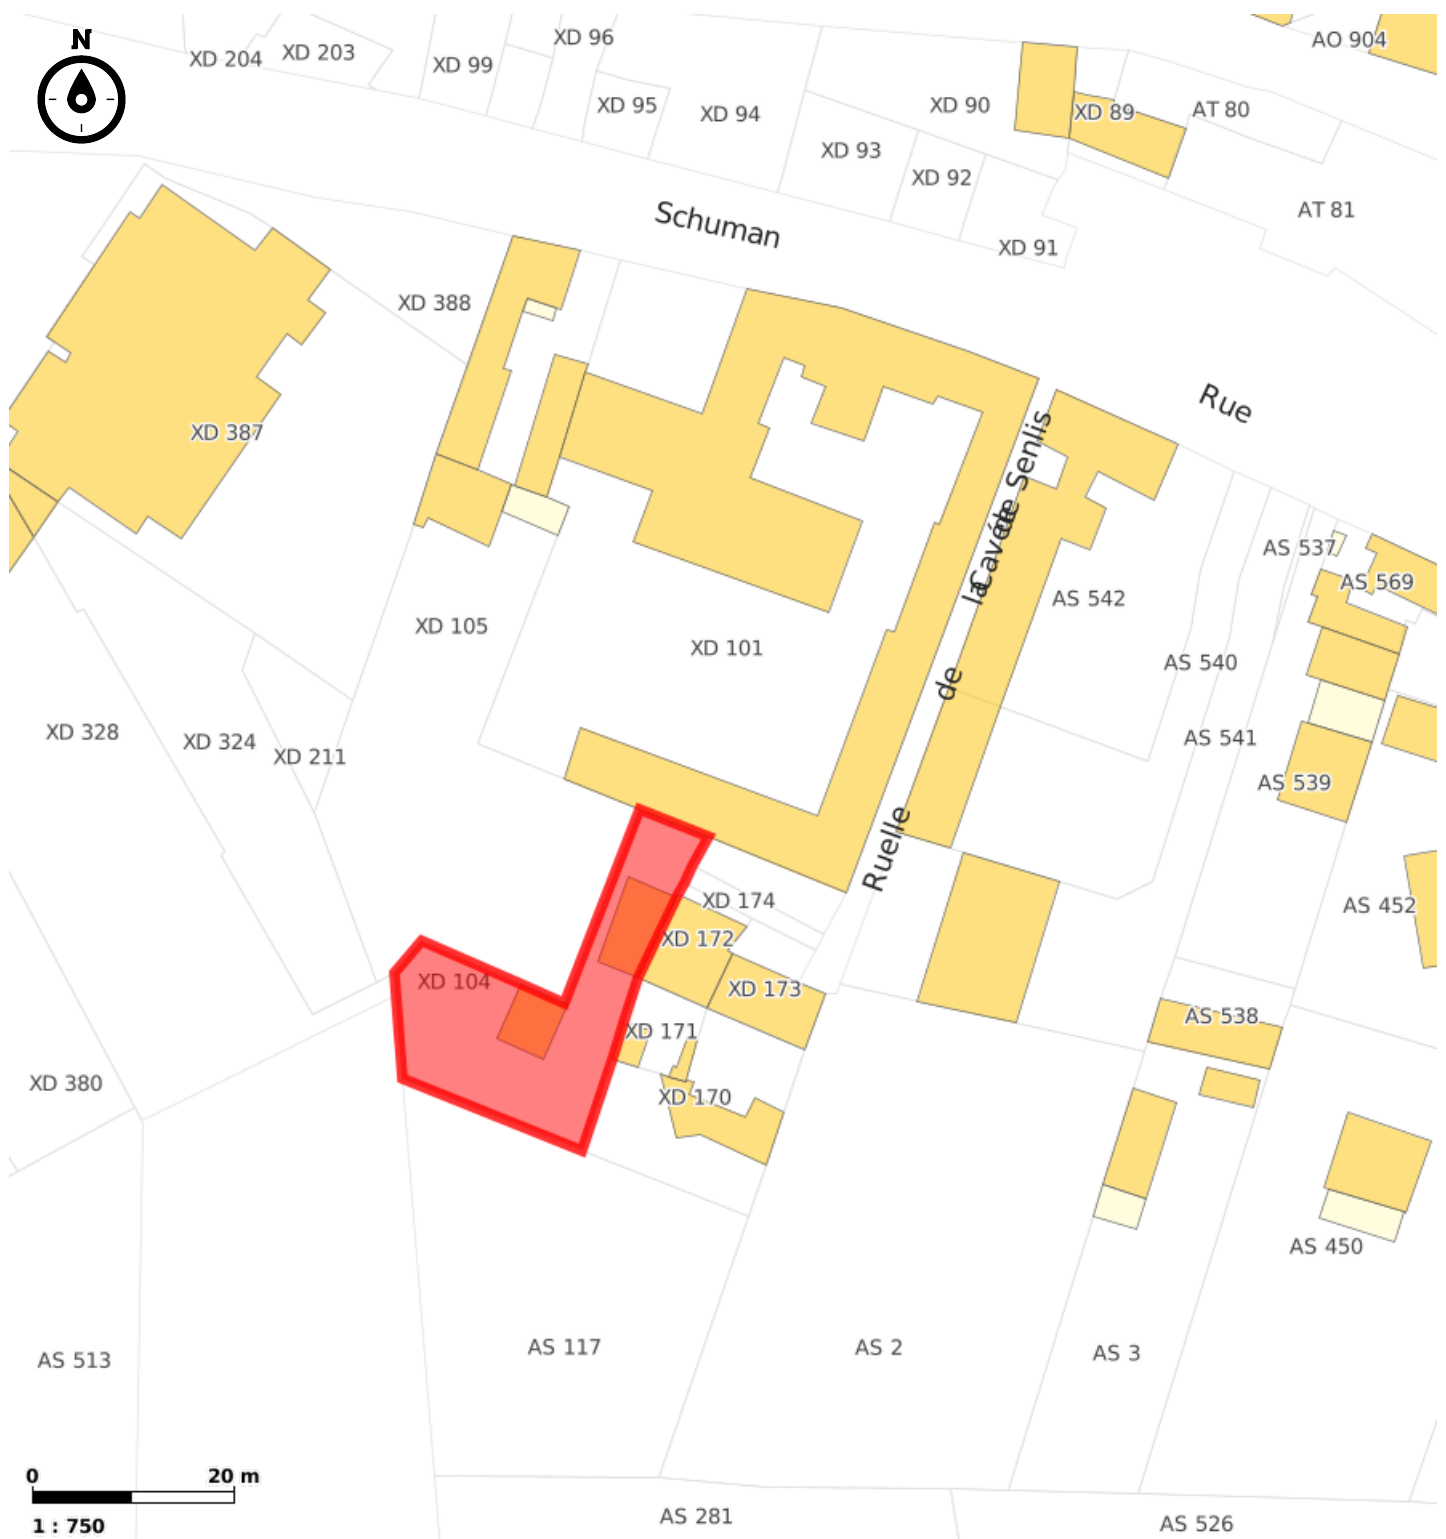 N
XD 204
XD 203
XD 99
XD 96
XD 95
XD 94
XD 90
XD 89
AT 80
AO 904
XD 93
XD 92
XD 91
AT 81
Schuman
XD 388
XD 387
Rue
Ruelle de la Cavée de Senlis
AS 537
AS 569
AS 542
XD 105
XD 101
AS 540
AS 541
AS 539
XD 328
XD 324
XD 211
XD 174
XD 172
XD 173
AS 452
XD 104
XD 171
XD 170
AS 538
XD 380
AS 450
AS 513
AS 117
AS 2
AS 3
0 20 m
1 : 750
AS 281
AS 526